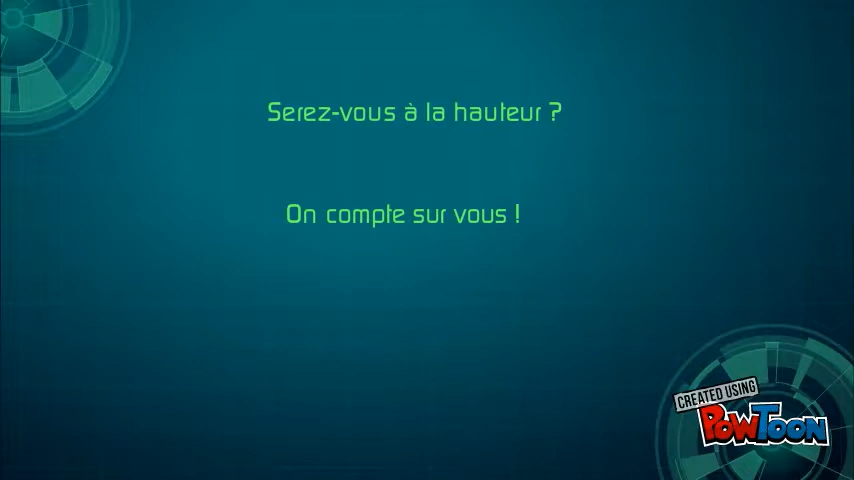 Serez-vous à la hauteur ?
On compte sur vous !
CREATED USING
POWTOON